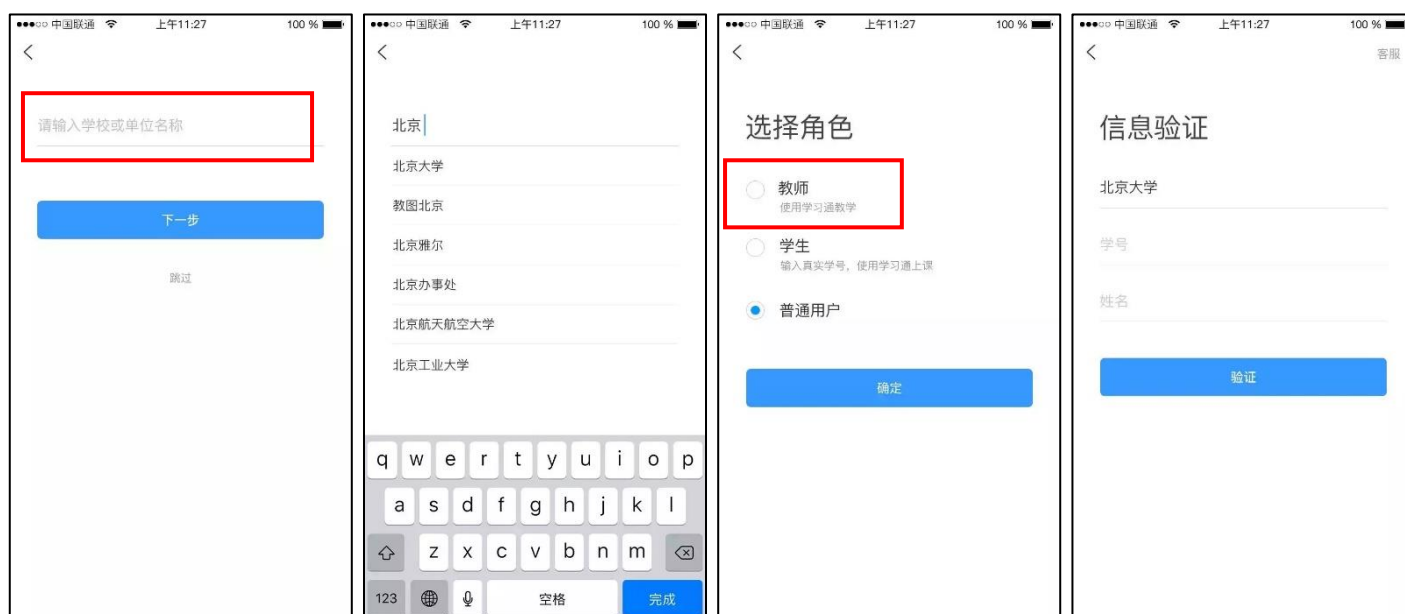 中国联通 上午11:27 100 %
请输入学校或单位名称
下一步
跳过
中国联通 上午11:27 100 %
北京
北京大学
教图北京
北京雅尔
北京办事处
北京航天航空大学
北京工业大学
q w e r t y u i o p
a s d f g h j k l
z x c v b n m
123 空格 完成
中国联通 上午11:27 100 %
选择角色
教师
使用学习通教学
学生
输入真实学号，使用学习通上课
普通用户
确定
中国联通 上午11:27 100 %
客服
信息验证
北京大学
学号
姓名
验证